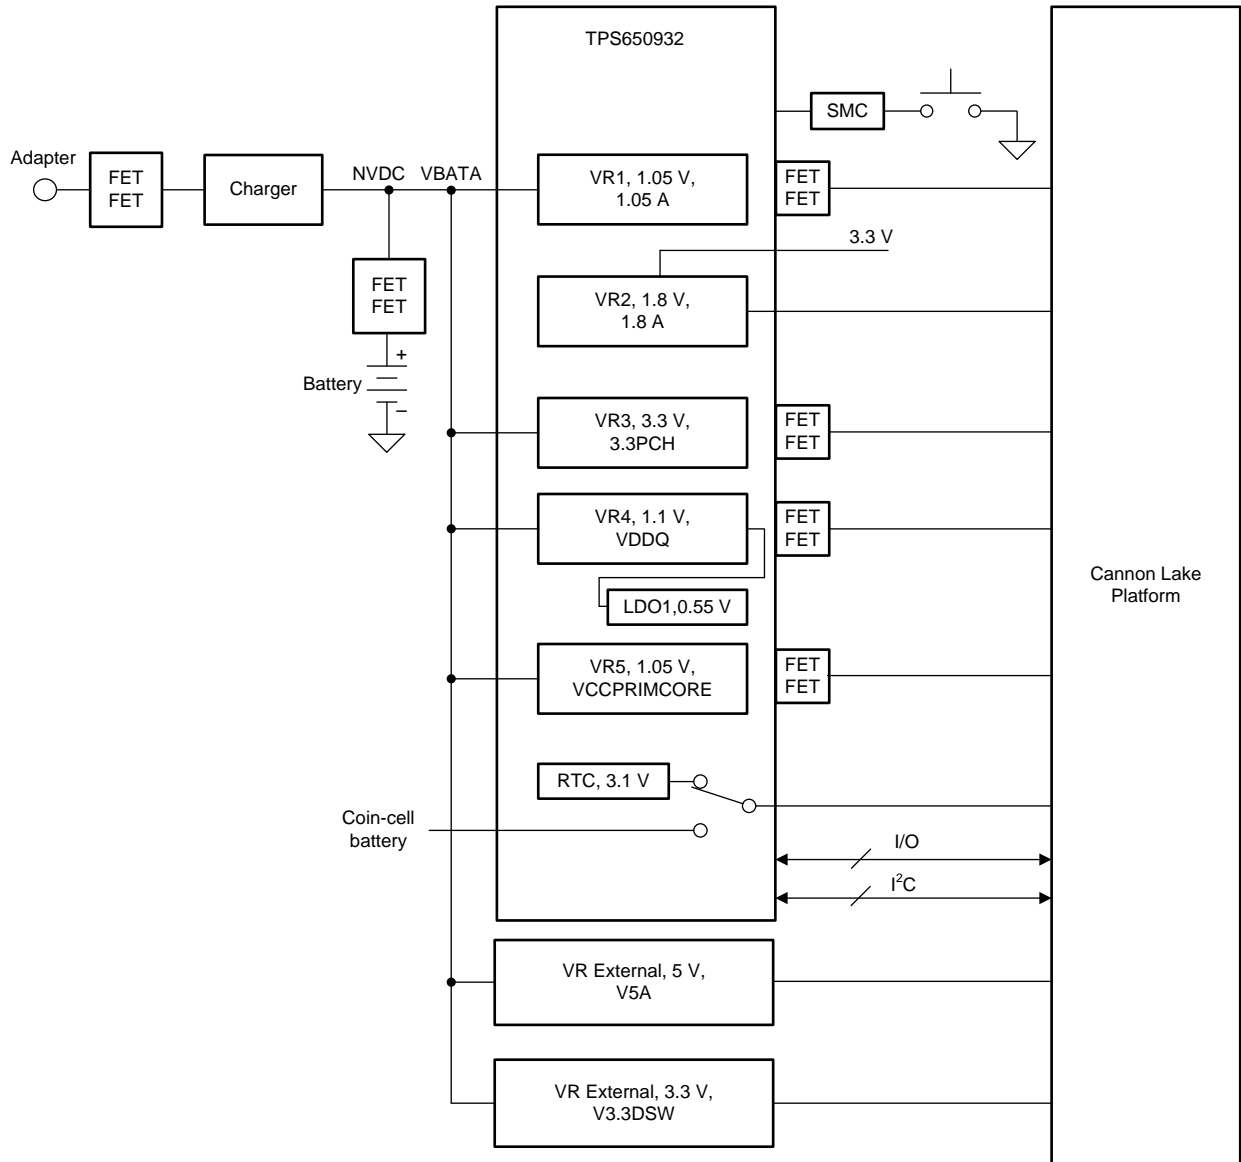 TPS650932
SMC
Adapter
FET
FET
Charger
NVDC
VBATA
VR1, 1.05 V,
1.05 A
FET
FET
3.3 V
FET
FET
VR2, 1.8 V,
1.8 A
+
Battery
−
VR3, 3.3 V,
3.3PCH
FET
FET
VR4, 1.1 V,
VDDQ
FET
FET
LDO1,0.55 V
Cannon Lake
Platform
VR5, 1.05 V,
VCCPRIMCORE
FET
FET
RTC, 3.1 V
Coin-cell
battery
I/O
I²C
VR External, 5 V,
V5A
VR External, 3.3 V,
V3.3DSW